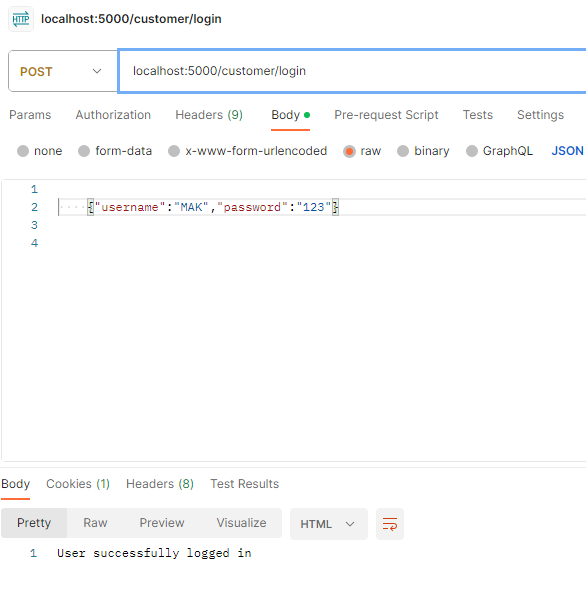 HTTP localhost:5000/customer/login
POST localhost:5000/customer/login
Params Authorization Headers (9) Body Pre-request Script Tests Settings
none form-data x-www-form-urlencoded raw binary GraphQL JSON
1
2 {"username":"MAK","password":"123"}
3
4
Body Cookies (1) Headers (8) Test Results
Pretty Raw Preview Visualize HTML
1 User successfully logged in